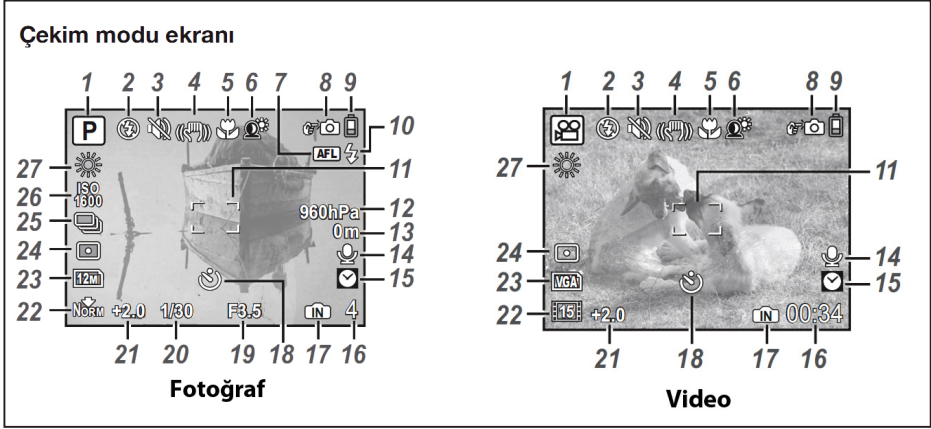 Çekim modu ekranı
1 2 3 4 5 6 7 8 9
P
10
AFL
27
11
ISO
1600
26
960hPa
12
25
0m
13
24
14
12M
23
15
NORM
+2.0 1/30 F3.5 IN 4
22
21 20 19 18 17 16
Fotoğraf
1 2 3 4 5 6 8 9
27
11
24
14
VGA
23
15
15
+2.0 IN 00:34
22
21 18 17 16
Video